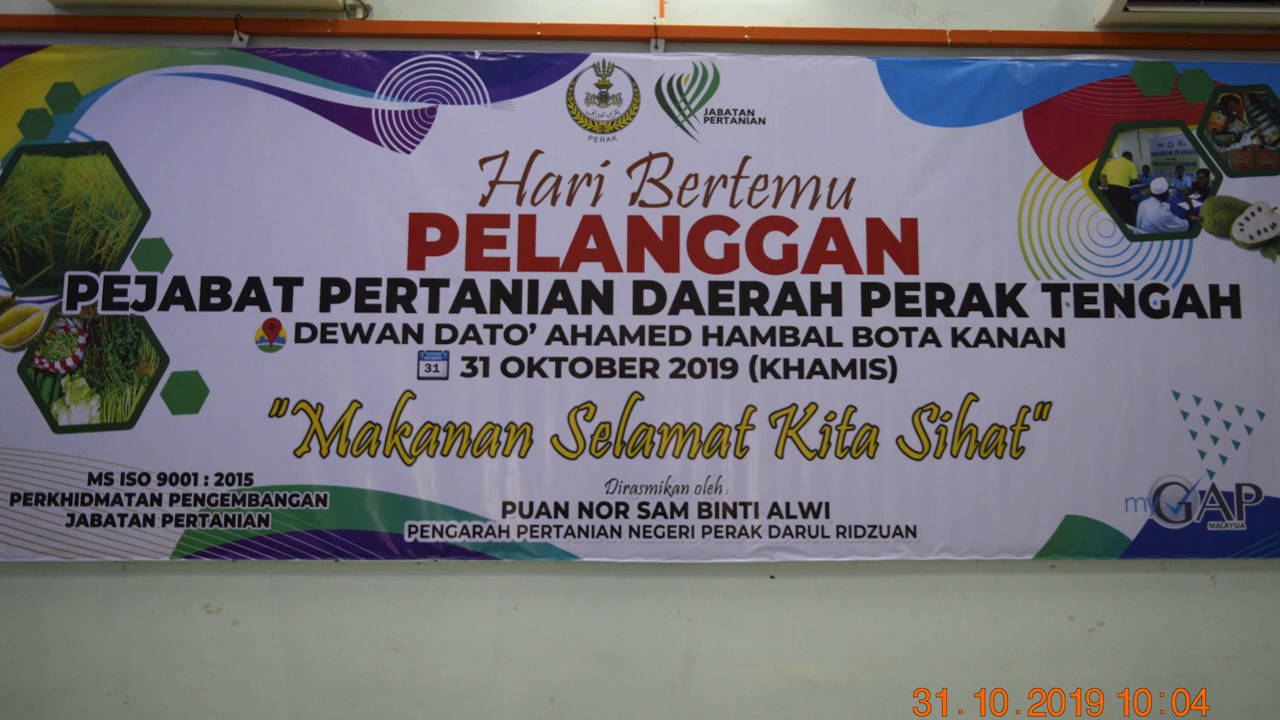 PERAK
JABATAN
PERTANIAN
Hari Bertemu
PELANGGAN
PEJABAT PERTANIAN DAERAH PERAK TENGAH
DEWAN DATO' AHAMED HAMBAL BOTA KANAN
31 31 OKTOBER 2019 (KHAMIS)
"Makanan Selamat Kita Sihat"
MS ISO 9001 : 2015
PERKHIDMATAN PENGEMBANGAN
JABATAN PERTANIAN
Dirasmikan oleh :
PUAN NOR SAM BINTI ALWI
PENGARAH PERTANIAN NEGERI PERAK DARUL RIDZUAN
myGAP
MALAYSIA
31.10.2019 10:04